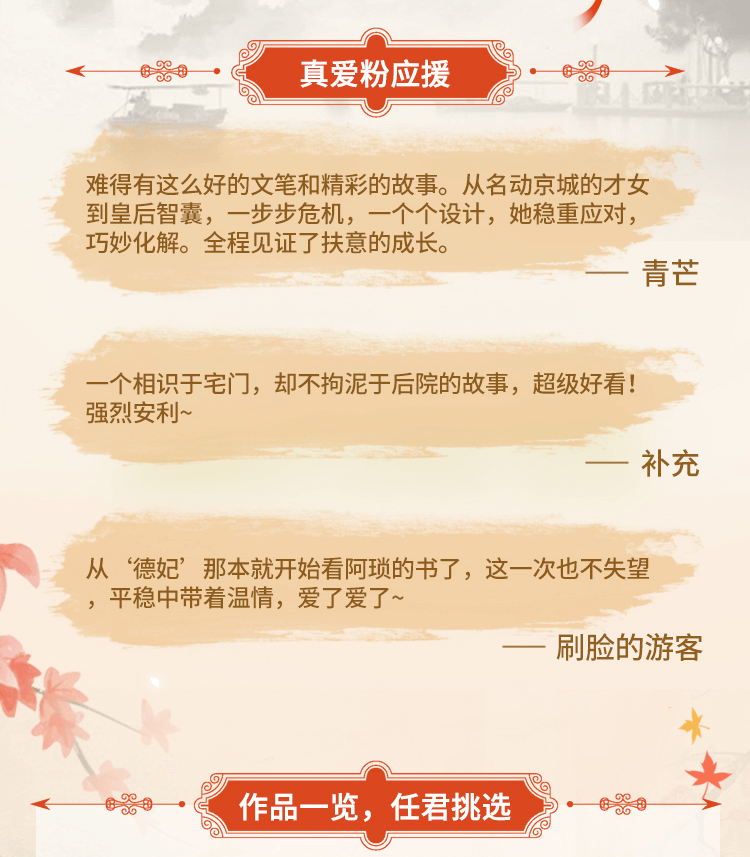 真爱粉应援
难得有这么好的文笔和精彩的故事。从名动京城的才女
到皇后智囊，一步步危机，一个个设计，她稳重应对，
巧妙化解。全程见证了扶意的成长。
—— 青芒
一个相识于宅门，却不拘泥于后院的故事，超级好看！
强烈安利~
—— 补充
从‘德妃’那本就开始看阿琐的书了，这一次也不失望
，平稳中带着温情，爱了爱了~
—— 刷脸的游客
作品一览，任君挑选